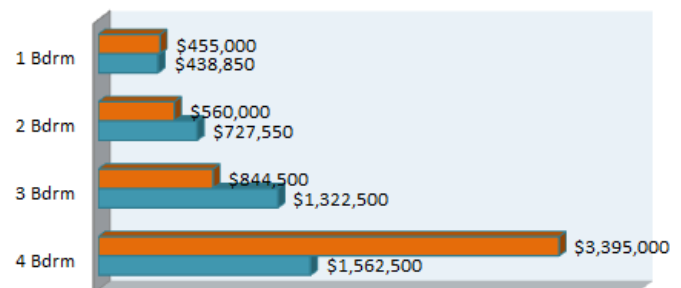 1 Bdrm
$455,000
$438,850
2 Bdrm
$560,000
$727,550
3 Bdrm
$844,500
$1,322,500
4 Bdrm
$3,395,000
$1,562,500